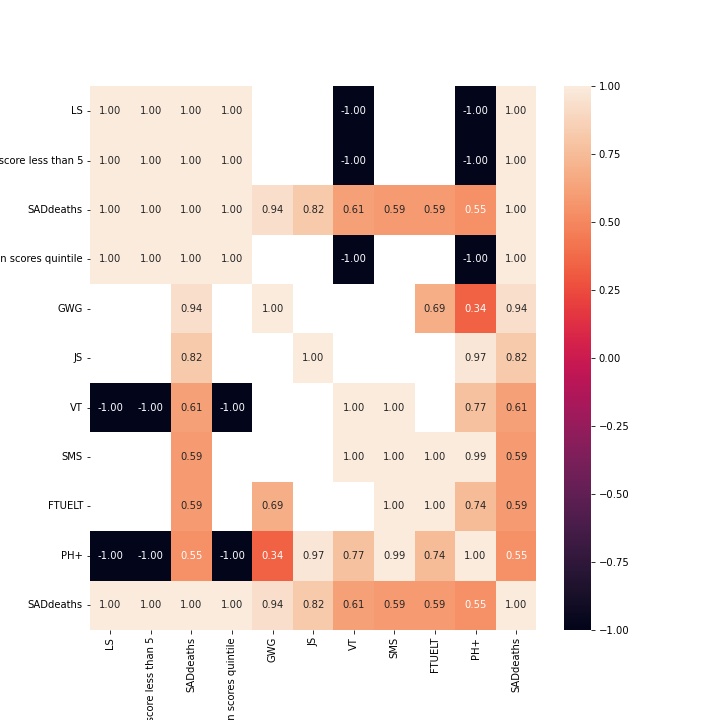 LS 1.00 1.00 1.00 1.00 -1.00 -1.00 1.00
score less than 5 1.00 1.00 1.00 1.00 -1.00 -1.00 1.00
SADdeaths 1.00 1.00 1.00 1.00 0.94 0.82 0.61 0.59 0.59 0.55 1.00
n scores quintile 1.00 1.00 1.00 1.00 -1.00 -1.00 1.00
GWG 0.94 1.00 0.69 0.34 0.94
JS 0.82 1.00 0.97 0.82
VT -1.00 -1.00 0.61 -1.00 1.00 1.00 0.77 0.61
SMS 0.59 1.00 1.00 1.00 0.99 0.59
FTUELT 0.59 0.69 1.00 1.00 0.74 0.59
PH+ -1.00 -1.00 0.55 -1.00 0.34 0.97 0.77 0.99 0.74 1.00 0.55
SADdeaths 1.00 1.00 1.00 1.00 0.94 0.82 0.61 0.59 0.59 0.55 1.00
LS
score less than 5
SADdeaths
n scores quintile
GWG
JS
VT
SMS
FTUELT
PH+
SADdeaths
1.00
0.75
0.50
0.25
0.00
−0.25
−0.50
−0.75
−1.00